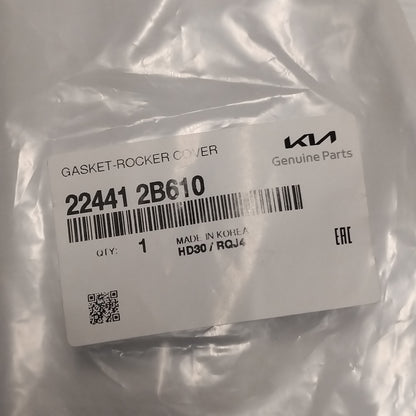 GASKET-ROCKER COVER
KIA
Genuine Parts
22441 2B610
QTY: 1
MADE IN KOREA
HD30 / RQJ4
EAC